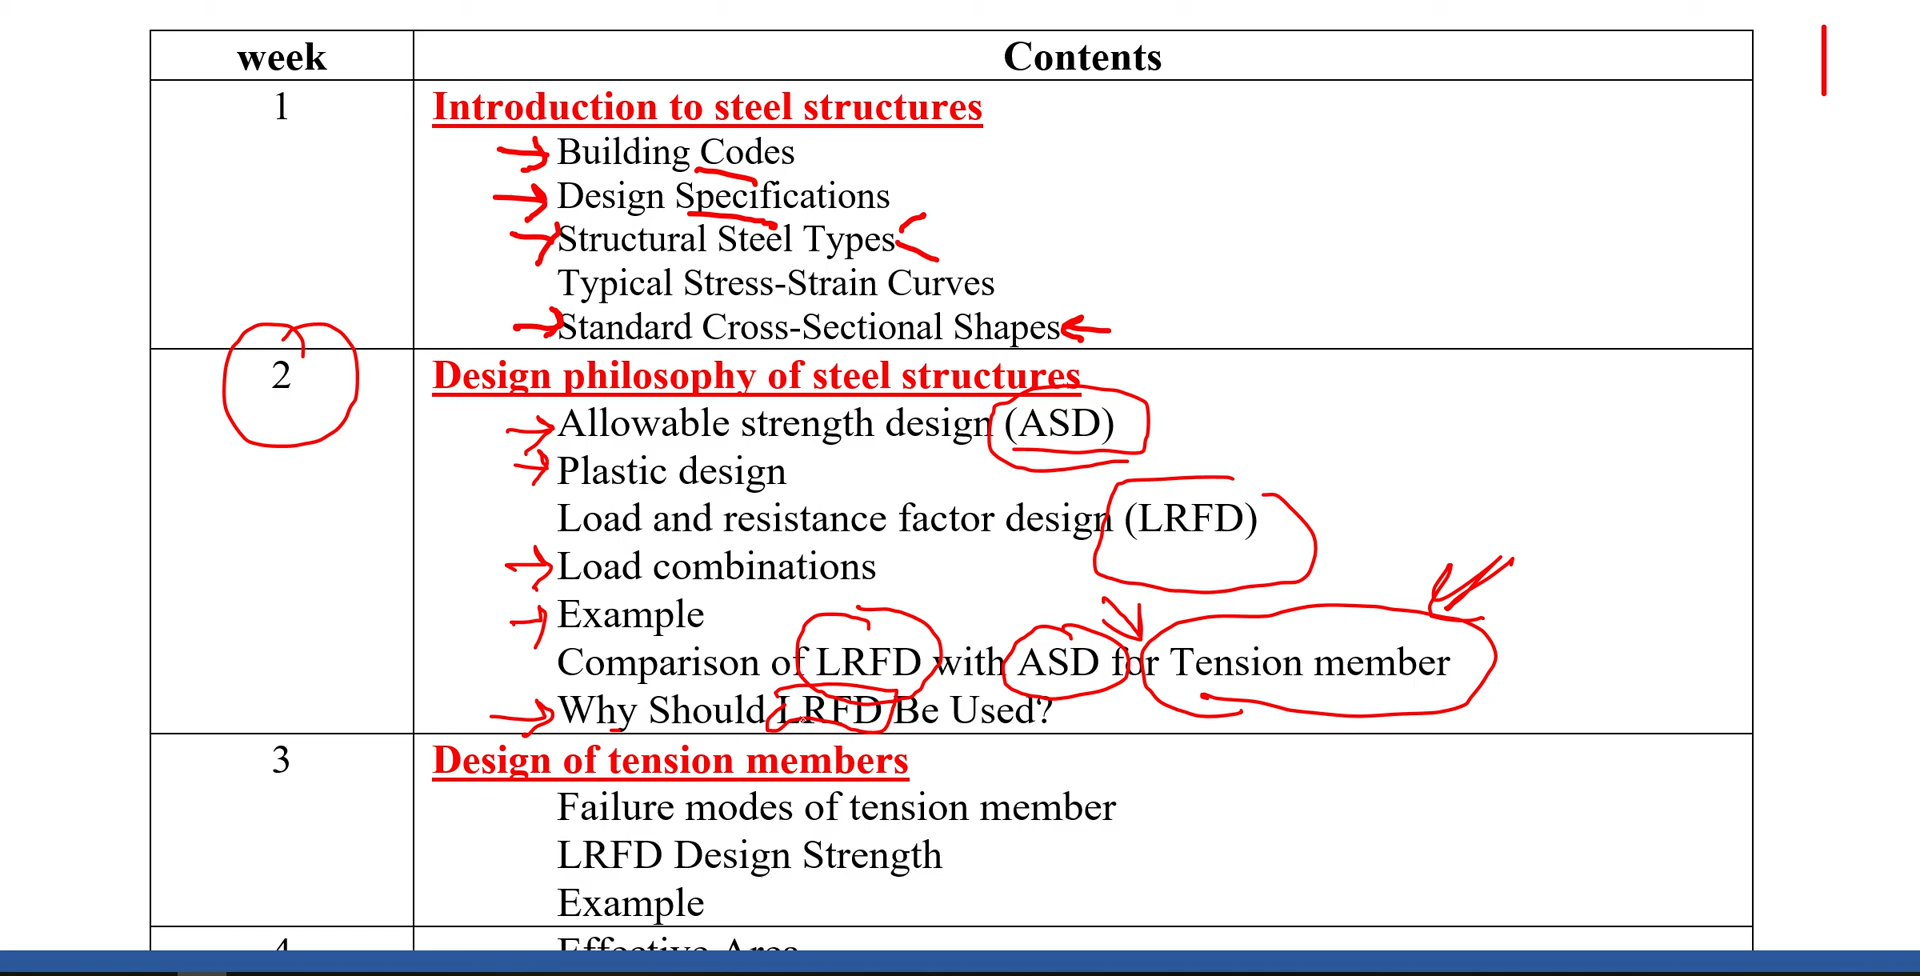 week Contents
1 Introduction to steel structures
Building Codes
Design Specifications
Structural Steel Types
Typical Stress-Strain Curves
Standard Cross-Sectional Shapes
2 Design philosophy of steel structures
Allowable strength design (ASD)
Plastic design
Load and resistance factor design (LRFD)
Load combinations
Example
Comparison of LRFD with ASD for Tension member
Why Should LRFD Be Used?
3 Design of tension members
Failure modes of tension member
LRFD Design Strength
Example
4 Effective Area